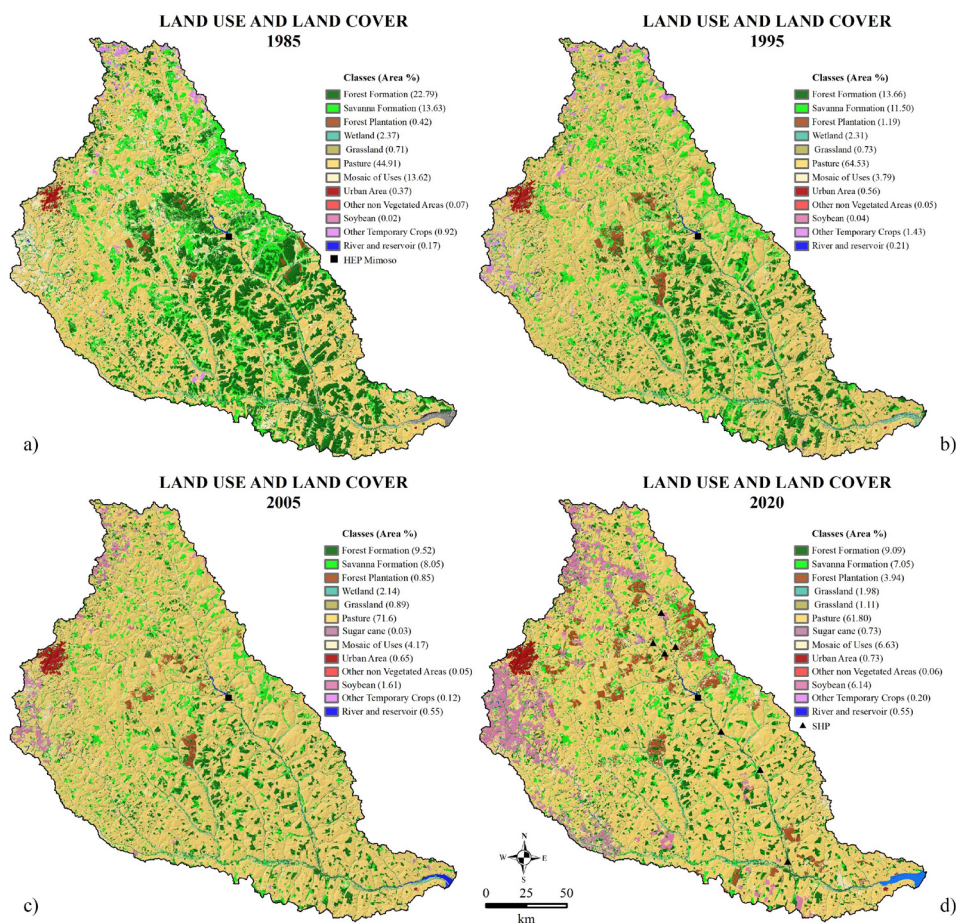 LAND USE AND LAND COVER
1985
Classes (Area %)
Forest Formation (22.79)
Savanna Formation (13.63)
Forest Plantation (0.42)
Wetland (2.37)
Grassland (0.71)
Pasture (44.91)
Mosaic of Uses (13.62)
Urban Area (0.37)
Other non Vegetated Areas (0.07)
Soybean (0.02)
Other Temporary Crops (0.92)
River and reservoir (0.17)
HEP Mimoso
a)
LAND USE AND LAND COVER
1995
Classes (Area %)
Forest Formation (13.66)
Savanna Formation (11.50)
Forest Plantation (1.19)
Wetland (2.31)
Grassland (0.73)
Pasture (64.53)
Mosaic of Uses (3.79)
Urban Area (0.56)
Other non Vegetated Areas (0.05)
Soybean (0.04)
Other Temporary Crops (1.43)
River and reservoir (0.21)
b)
LAND USE AND LAND COVER
2005
Classes (Area %)
Forest Formation (9.52)
Savanna Formation (8.05)
Forest Plantation (0.85)
Wetland (2.14)
Grassland (0.89)
Pasture (71.6)
Sugar cane (0.03)
Mosaic of Uses (4.17)
Urban Area (0.65)
Other non Vegetated Areas (0.05)
Soybean (1.61)
Other Temporary Crops (0.12)
River and reservoir (0.55)
c)
LAND USE AND LAND COVER
2020
Classes (Area %)
Forest Formation (9.09)
Savanna Formation (7.05)
Forest Plantation (3.94)
Grassland (1.98)
Grassland (1.11)
Pasture (61.80)
Sugar cane (0.73)
Mosaic of Uses (6.63)
Urban Area (0.73)
Other non Vegetated Areas (0.06)
Soybean (6.14)
Other Temporary Crops (0.20)
River and reservoir (0.55)
SHP
N
W E
S
0 25 50
km
d)